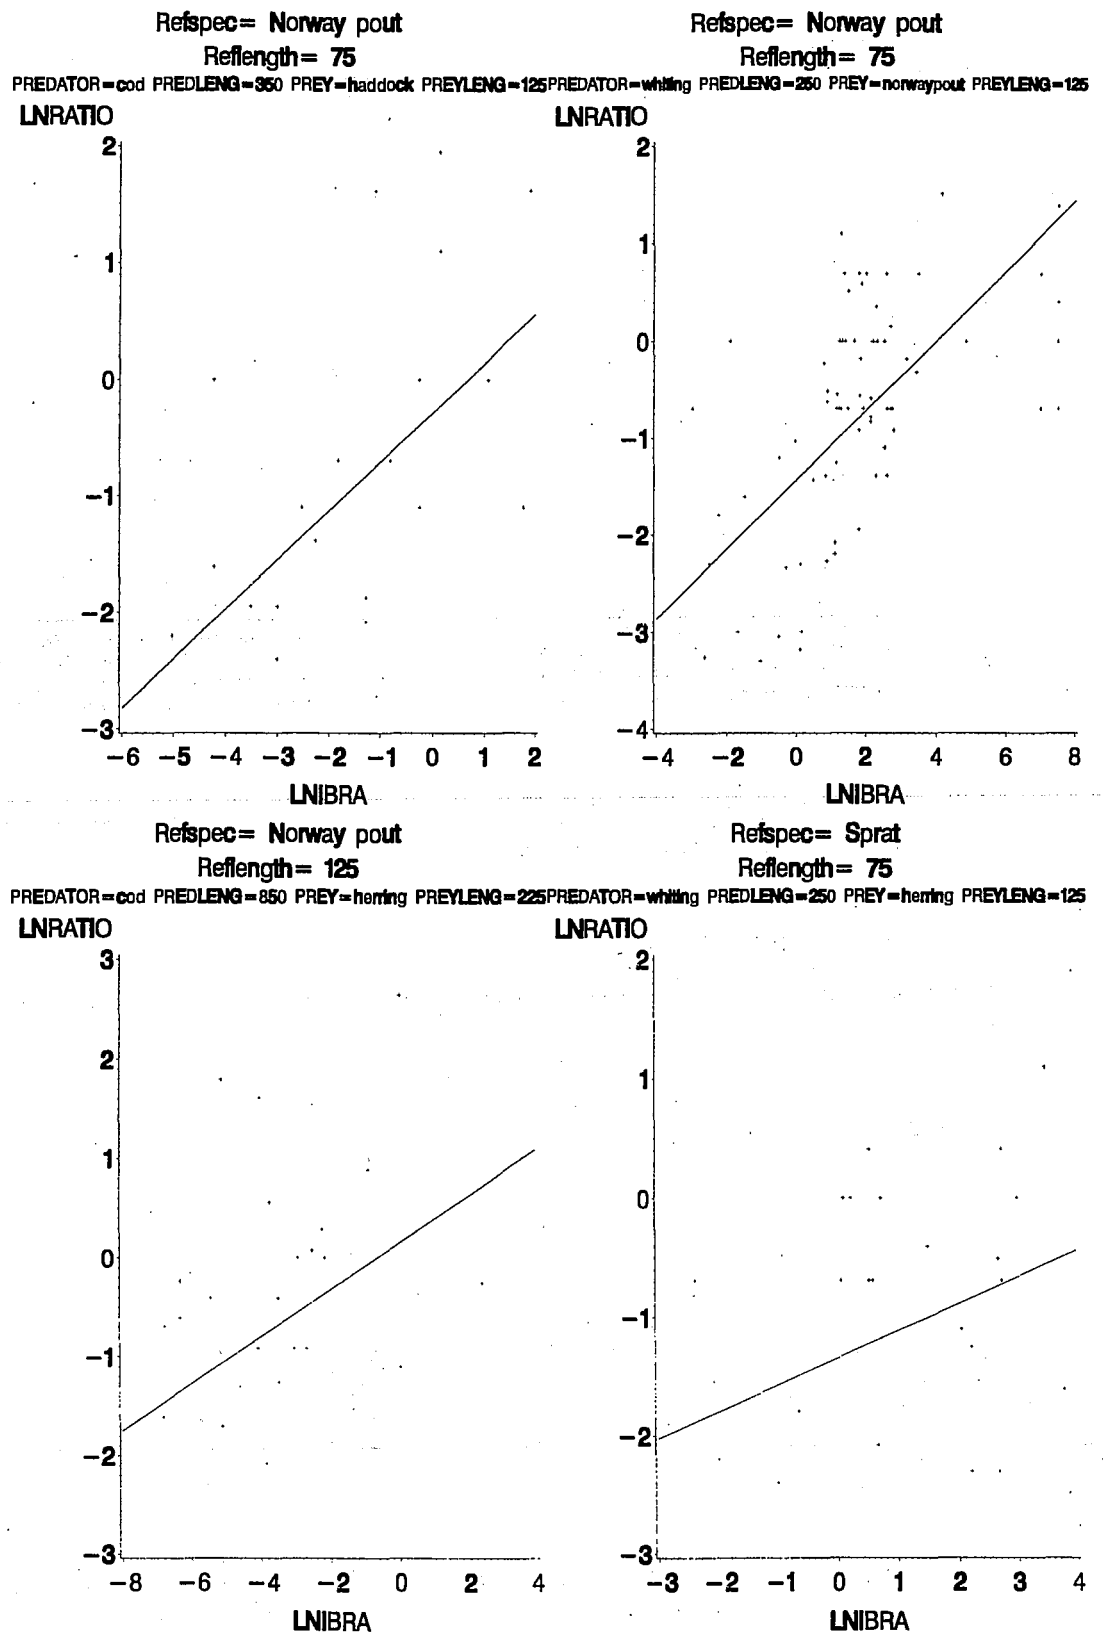 Refspec= Norway pout
Reflength= 75
PREDATOR=cod PREDLENG=350 PREY=haddock PREYLENG=125
LNRATIO
2
1
0
−1
−2
−3
−6 −5 −4 −3 −2 −1 0 1 2
LNIBRA
Refspec= Norway pout
Reflength= 75
PREDATOR=whiting PREDLENG=250 PREY=norwaypout PREYLENG=125
LNRATIO
2
1
0
−1
−2
−3
−4
−4 −2 0 2 4 6 8
LNIBRA
Refspec= Norway pout
Reflength= 125
PREDATOR=cod PREDLENG=850 PREY=herring PREYLENG=225
LNRATIO
3
2
1
0
−1
−2
−3
−8 −6 −4 −2 0 2 4
LNIBRA
Refspec= Sprat
Reflength= 75
PREDATOR=whiting PREDLENG=250 PREY=herring PREYLENG=125
LNRATIO
2
1
0
−1
−2
−3
−3 −2 −1 0 1 2 3 4
LNIBRA